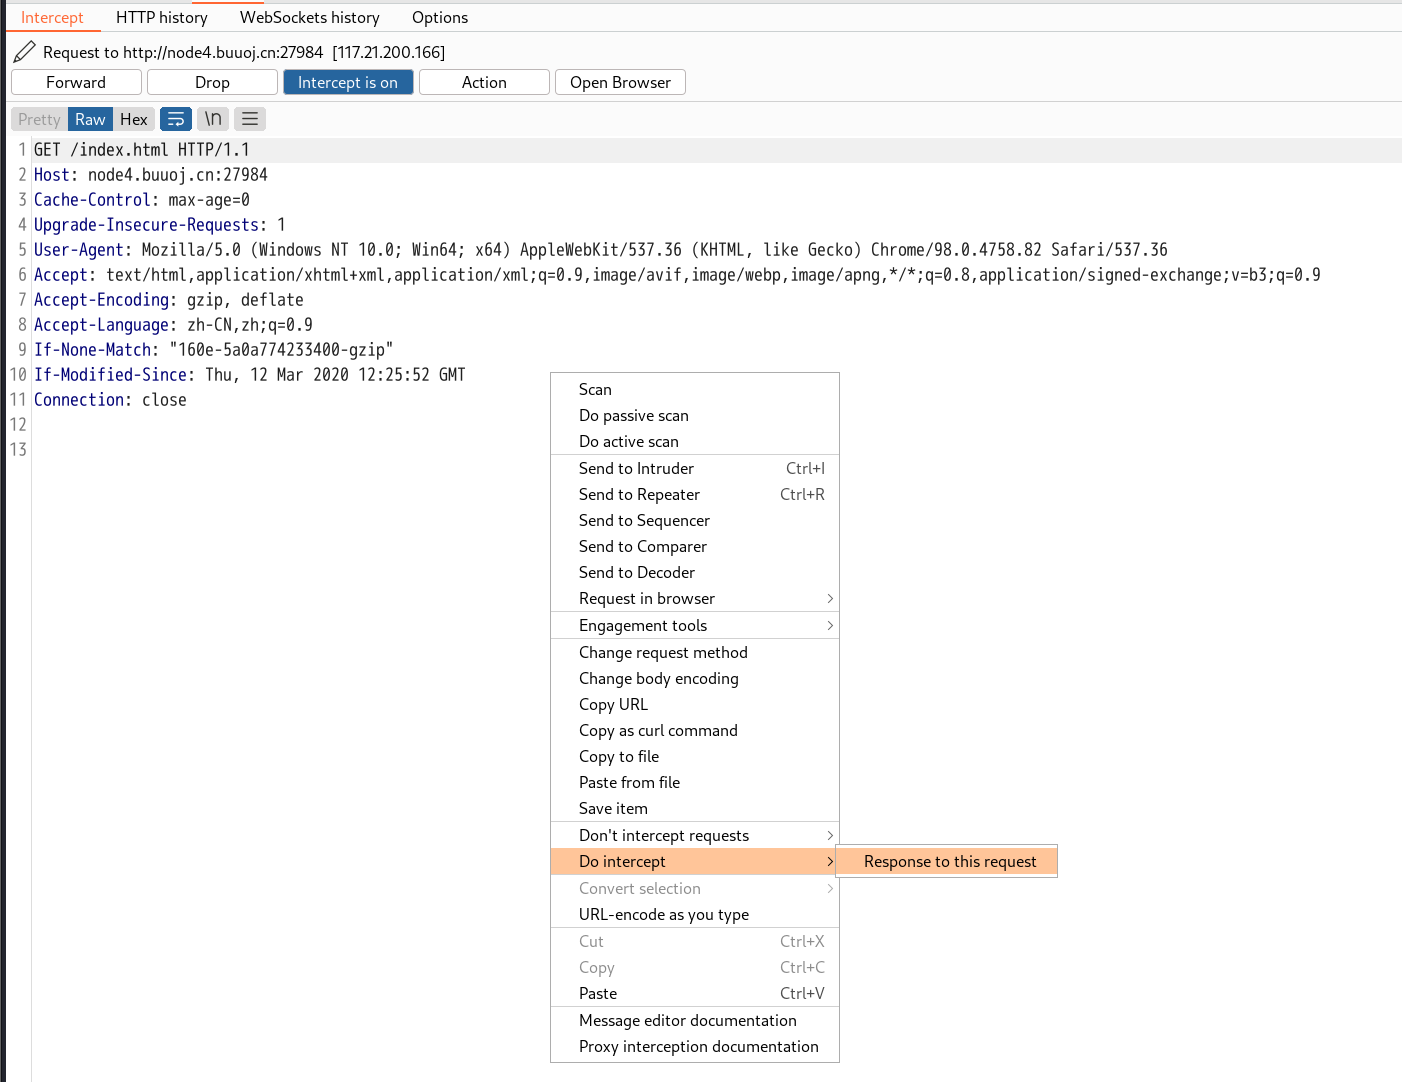 Intercept HTTP history WebSockets history Options
Request to http://node4.buuoj.cn:27984 [117.21.200.166]
Forward Drop Intercept is on Action Open Browser
Pretty Raw Hex \n
1 GET /index.html HTTP/1.1
2 Host: node4.buuoj.cn:27984
3 Cache-Control: max-age=0
4 Upgrade-Insecure-Requests: 1
5 User-Agent: Mozilla/5.0 (Windows NT 10.0; Win64; x64) AppleWebKit/537.36 (KHTML, like Gecko) Chrome/98.0.4758.82 Safari/537.36
6 Accept: text/html,application/xhtml+xml,application/xml;q=0.9,image/avif,image/webp,image/apng,*/*;q=0.8,application/signed-exchange;v=b3;q=0.9
7 Accept-Encoding: gzip, deflate
8 Accept-Language: zh-CN,zh;q=0.9
9 If-None-Match: "160e-5a0a774233400-gzip"
10 If-Modified-Since: Thu, 12 Mar 2020 12:25:52 GMT
11 Connection: close
12
13
Scan
Do passive scan
Do active scan
Send to Intruder Ctrl+I
Send to Repeater Ctrl+R
Send to Sequencer
Send to Comparer
Send to Decoder
Request in browser
Engagement tools
Change request method
Change body encoding
Copy URL
Copy as curl command
Copy to file
Paste from file
Save item
Don't intercept requests
Do intercept Response to this request
Convert selection
URL-encode as you type
Cut Ctrl+X
Copy Ctrl+C
Paste Ctrl+V
Message editor documentation
Proxy interception documentation